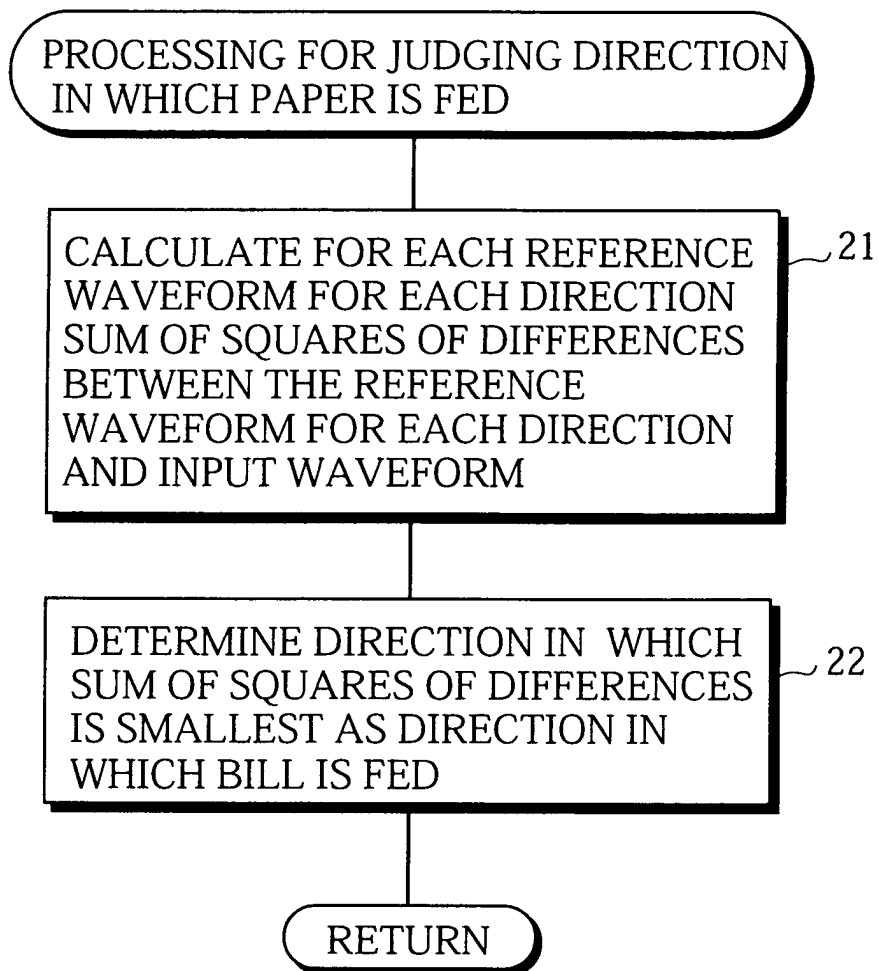 PROCESSING FOR JUDGING DIRECTION
IN WHICH PAPER IS FED
CALCULATE FOR EACH REFERENCE
WAVEFORM FOR EACH DIRECTION
SUM OF SQUARES OF DIFFERENCES
BETWEEN THE REFERENCE
WAVEFORM FOR EACH DIRECTION
AND INPUT WAVEFORM
21
DETERMINE DIRECTION IN WHICH
SUM OF SQUARES OF DIFFERENCES
IS SMALLEST AS DIRECTION IN
WHICH BILL IS FED
22
RETURN